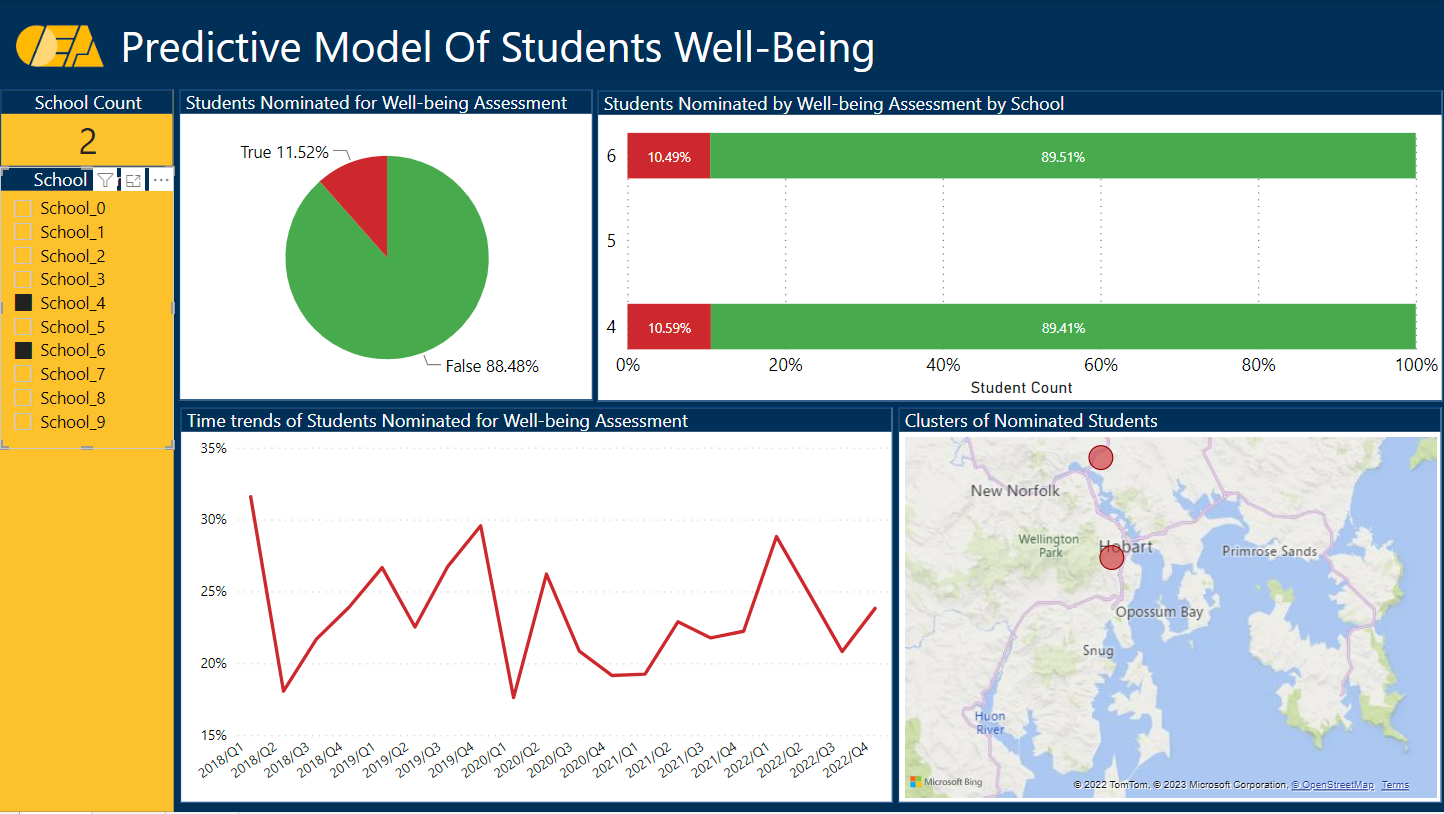 Predictive Model Of Students Well-Being
School Count
2
School
School_0
School_1
School_2
School_3
School_4
School_5
School_6
School_7
School_8
School_9
Students Nominated for Well-being Assessment
True 11.52%
False 88.48%
Students Nominated by Well-being Assessment by School
6
10.49%
89.51%
5
4
10.59%
89.41%
0%
20%
40%
60%
80%
100%
Student Count
Time trends of Students Nominated for Well-being Assessment
35%
30%
25%
20%
15%
2018/Q1
2018/Q2
2018/Q3
2018/Q4
2019/Q1
2019/Q2
2019/Q3
2019/Q4
2020/Q1
2020/Q2
2020/Q3
2020/Q4
2021/Q1
2021/Q2
2021/Q3
2021/Q4
2022/Q1
2022/Q2
2022/Q3
2022/Q4
Clusters of Nominated Students
New Norfolk
Wellington
Park
Hobart
Primrose Sands
Opossum Bay
Snug
Huon
River
Microsoft Bing
© 2022 TomTom, © 2023 Microsoft Corporation, © OpenStreetMap Terms